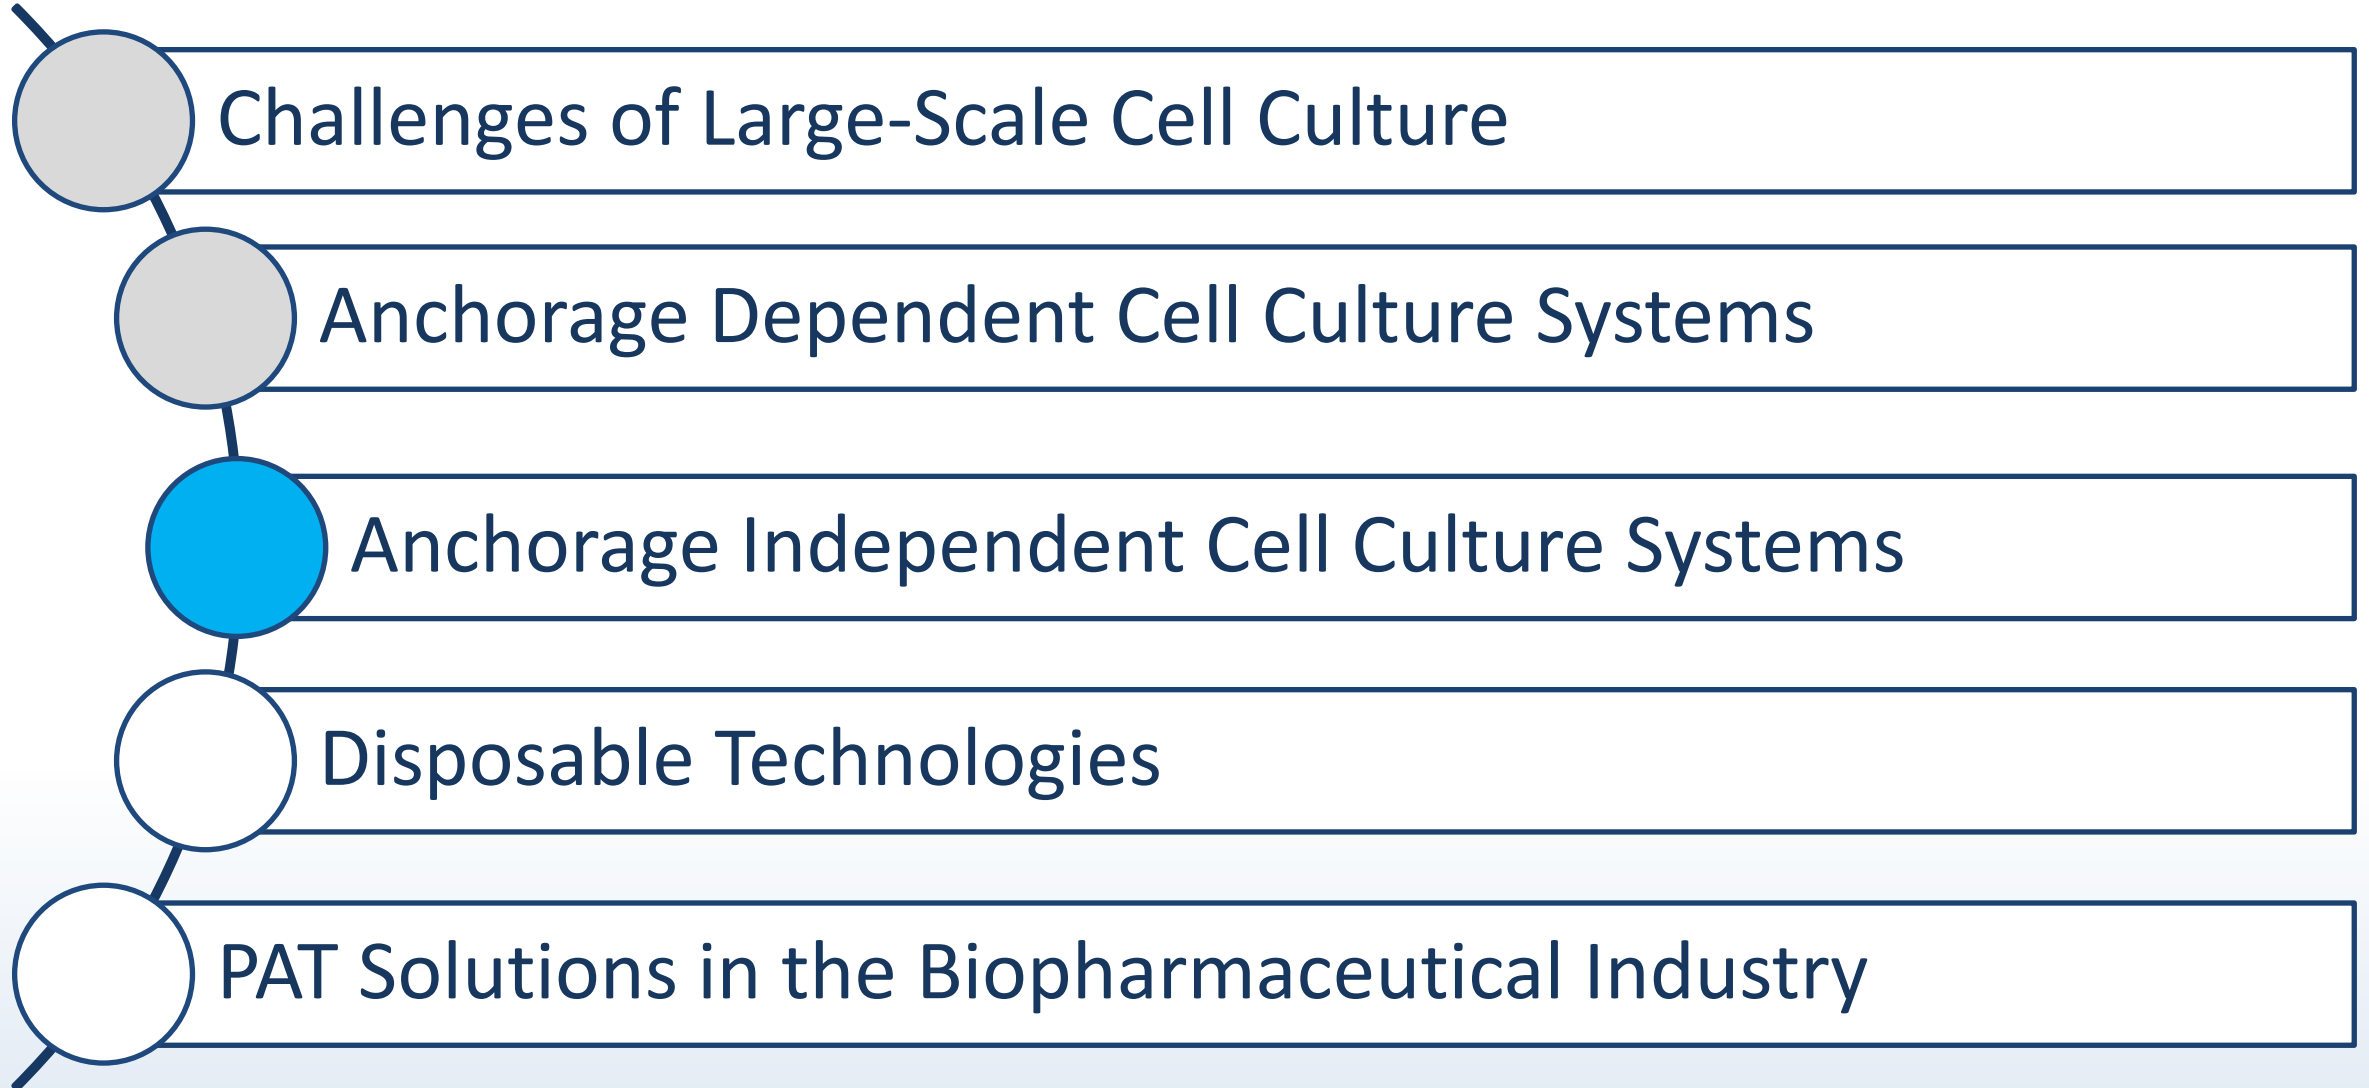 Challenges of Large-Scale Cell Culture
Anchorage Dependent Cell Culture Systems
Anchorage Independent Cell Culture Systems
Disposable Technologies
PAT Solutions in the Biopharmaceutical Industry